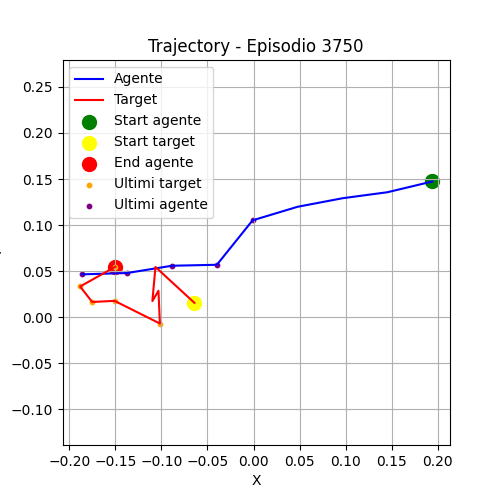 Trajectory - Episodio 3750
Agente
Target
Start agente
Start target
End agente
Ultimi target
Ultimi agente
0.25
0.20
0.15
0.10
0.05
0.00
−0.05
−0.10
−0.20 −0.15 −0.10 −0.05 0.00 0.05 0.10 0.15 0.20
X